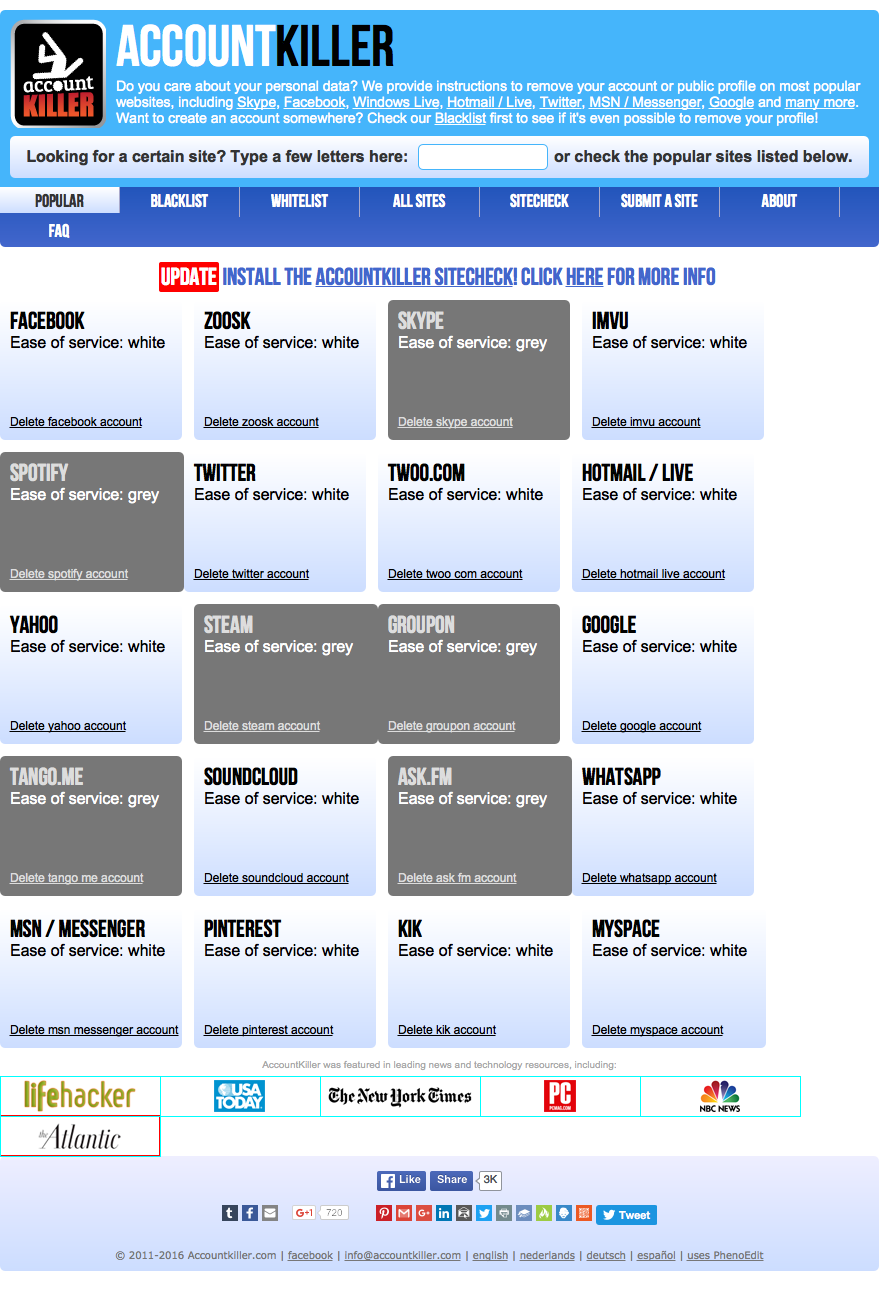 account
KILLER
ACCOUNTKILLER
Do you care about your personal data? We provide instructions to remove your account or public profile on most popular
websites, including Skype, Facebook, Windows Live, Hotmail / Live, Twitter, MSN / Messenger, Google and many more.
Want to create an account somewhere? Check our Blacklist first to see if it's even possible to remove your profile!
Looking for a certain site? Type a few letters here: or check the popular sites listed below.
POPULAR BLACKLIST WHITELIST ALL SITES SITECHECK SUBMIT A SITE ABOUT
FAQ
UPDATE INSTALL THE ACCOUNTKILLER SITECHECK! CLICK HERE FOR MORE INFO
FACEBOOK ZOOSK SKYPE IMVU
Ease of service: white Ease of service: white Ease of service: grey Ease of service: white
Delete facebook account Delete zoosk account Delete skype account Delete imvu account
SPOTIFY TWITTER TWOO.COM HOTMAIL / LIVE
Ease of service: grey Ease of service: white Ease of service: white Ease of service: white
Delete spotify account Delete twitter account Delete twoo com account Delete hotmail live account
YAHOO STEAM GROUPON GOOGLE
Ease of service: white Ease of service: grey Ease of service: grey Ease of service: white
Delete yahoo account Delete steam account Delete groupon account Delete google account
TANGO.ME SOUNDCLOUD ASK.FM WHATSAPP
Ease of service: grey Ease of service: white Ease of service: grey Ease of service: white
Delete tango me account Delete soundcloud account Delete ask fm account Delete whatsapp account
MSN / MESSENGER PINTEREST KIK MYSPACE
Ease of service: white Ease of service: white Ease of service: white Ease of service: white
Delete msn messenger account Delete pinterest account Delete kik account Delete myspace account
AccountKiller was featured in leading news and technology resources, including:
lifehacker USA TODAY The New York Times PC PCMAG.COM NBC NEWS
the Atlantic
Like Share 3K
G+1 720 Tweet
© 2011-2016 Accountkiller.com | facebook | info@accountkiller.com | english | nederlands | deutsch | español | uses PhenoEdit